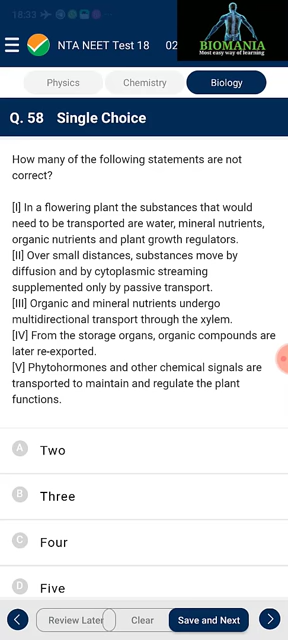 18:33
NTA NEET Test 18 02
BIOMANIA
Most easy way of learning
Physics
Chemistry
Biology
Q. 58 Single Choice
How many of the following statements are not
correct?
[I] In a flowering plant the substances that would
need to be transported are water, mineral nutrients,
organic nutrients and plant growth regulators.
[II] Over small distances, substances move by
diffusion and by cytoplasmic streaming
supplemented only by passive transport.
[III] Organic and mineral nutrients undergo
multidirectional transport through the xylem.
[IV] From the storage organs, organic compounds are
later re-exported.
[V] Phytohormones and other chemical signals are
transported to maintain and regulate the plant
functions.
A Two
B Three
C Four
D Five
Review Later
Clear
Save and Next